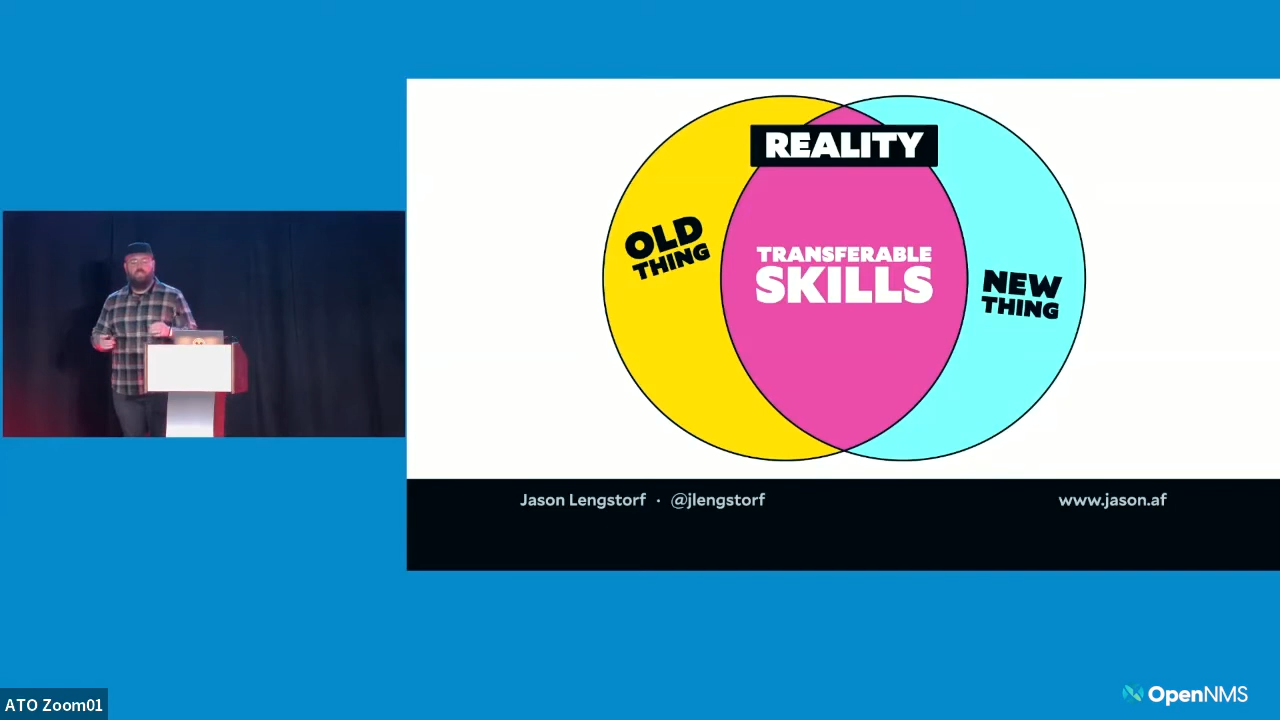 REALITY
OLD
THING
TRANSFERABLE
SKILLS
NEW
THING
Jason Lengstorf · @jlengstorf
www.jason.af
ATO Zoom01
OpenNMS